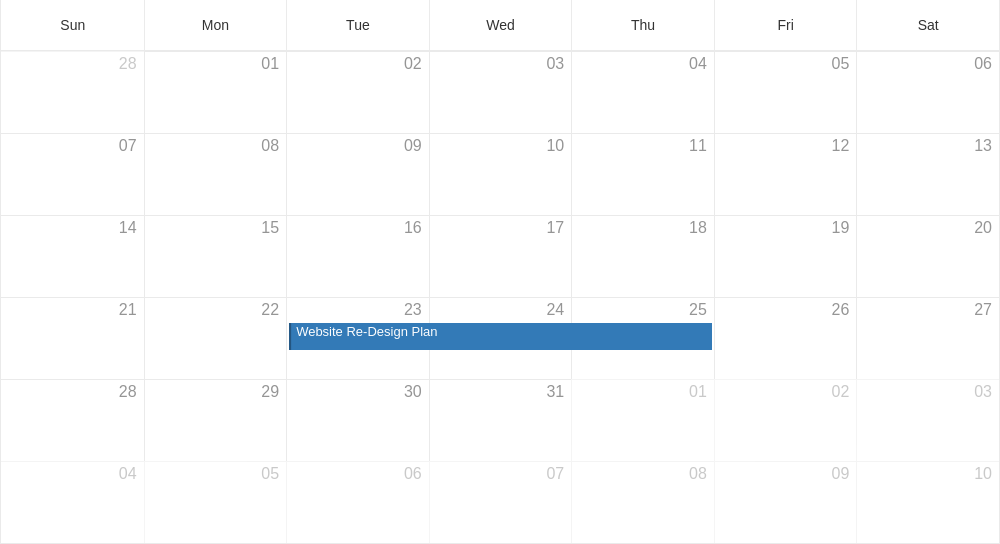 Sun Mon Tue Wed Thu Fri Sat
28 01 02 03 04 05 06
07 08 09 10 11 12 13
14 15 16 17 18 19 20
21 22 23 24 25 26 27
Website Re-Design Plan
28 29 30 31 01 02 03
04 05 06 07 08 09 10